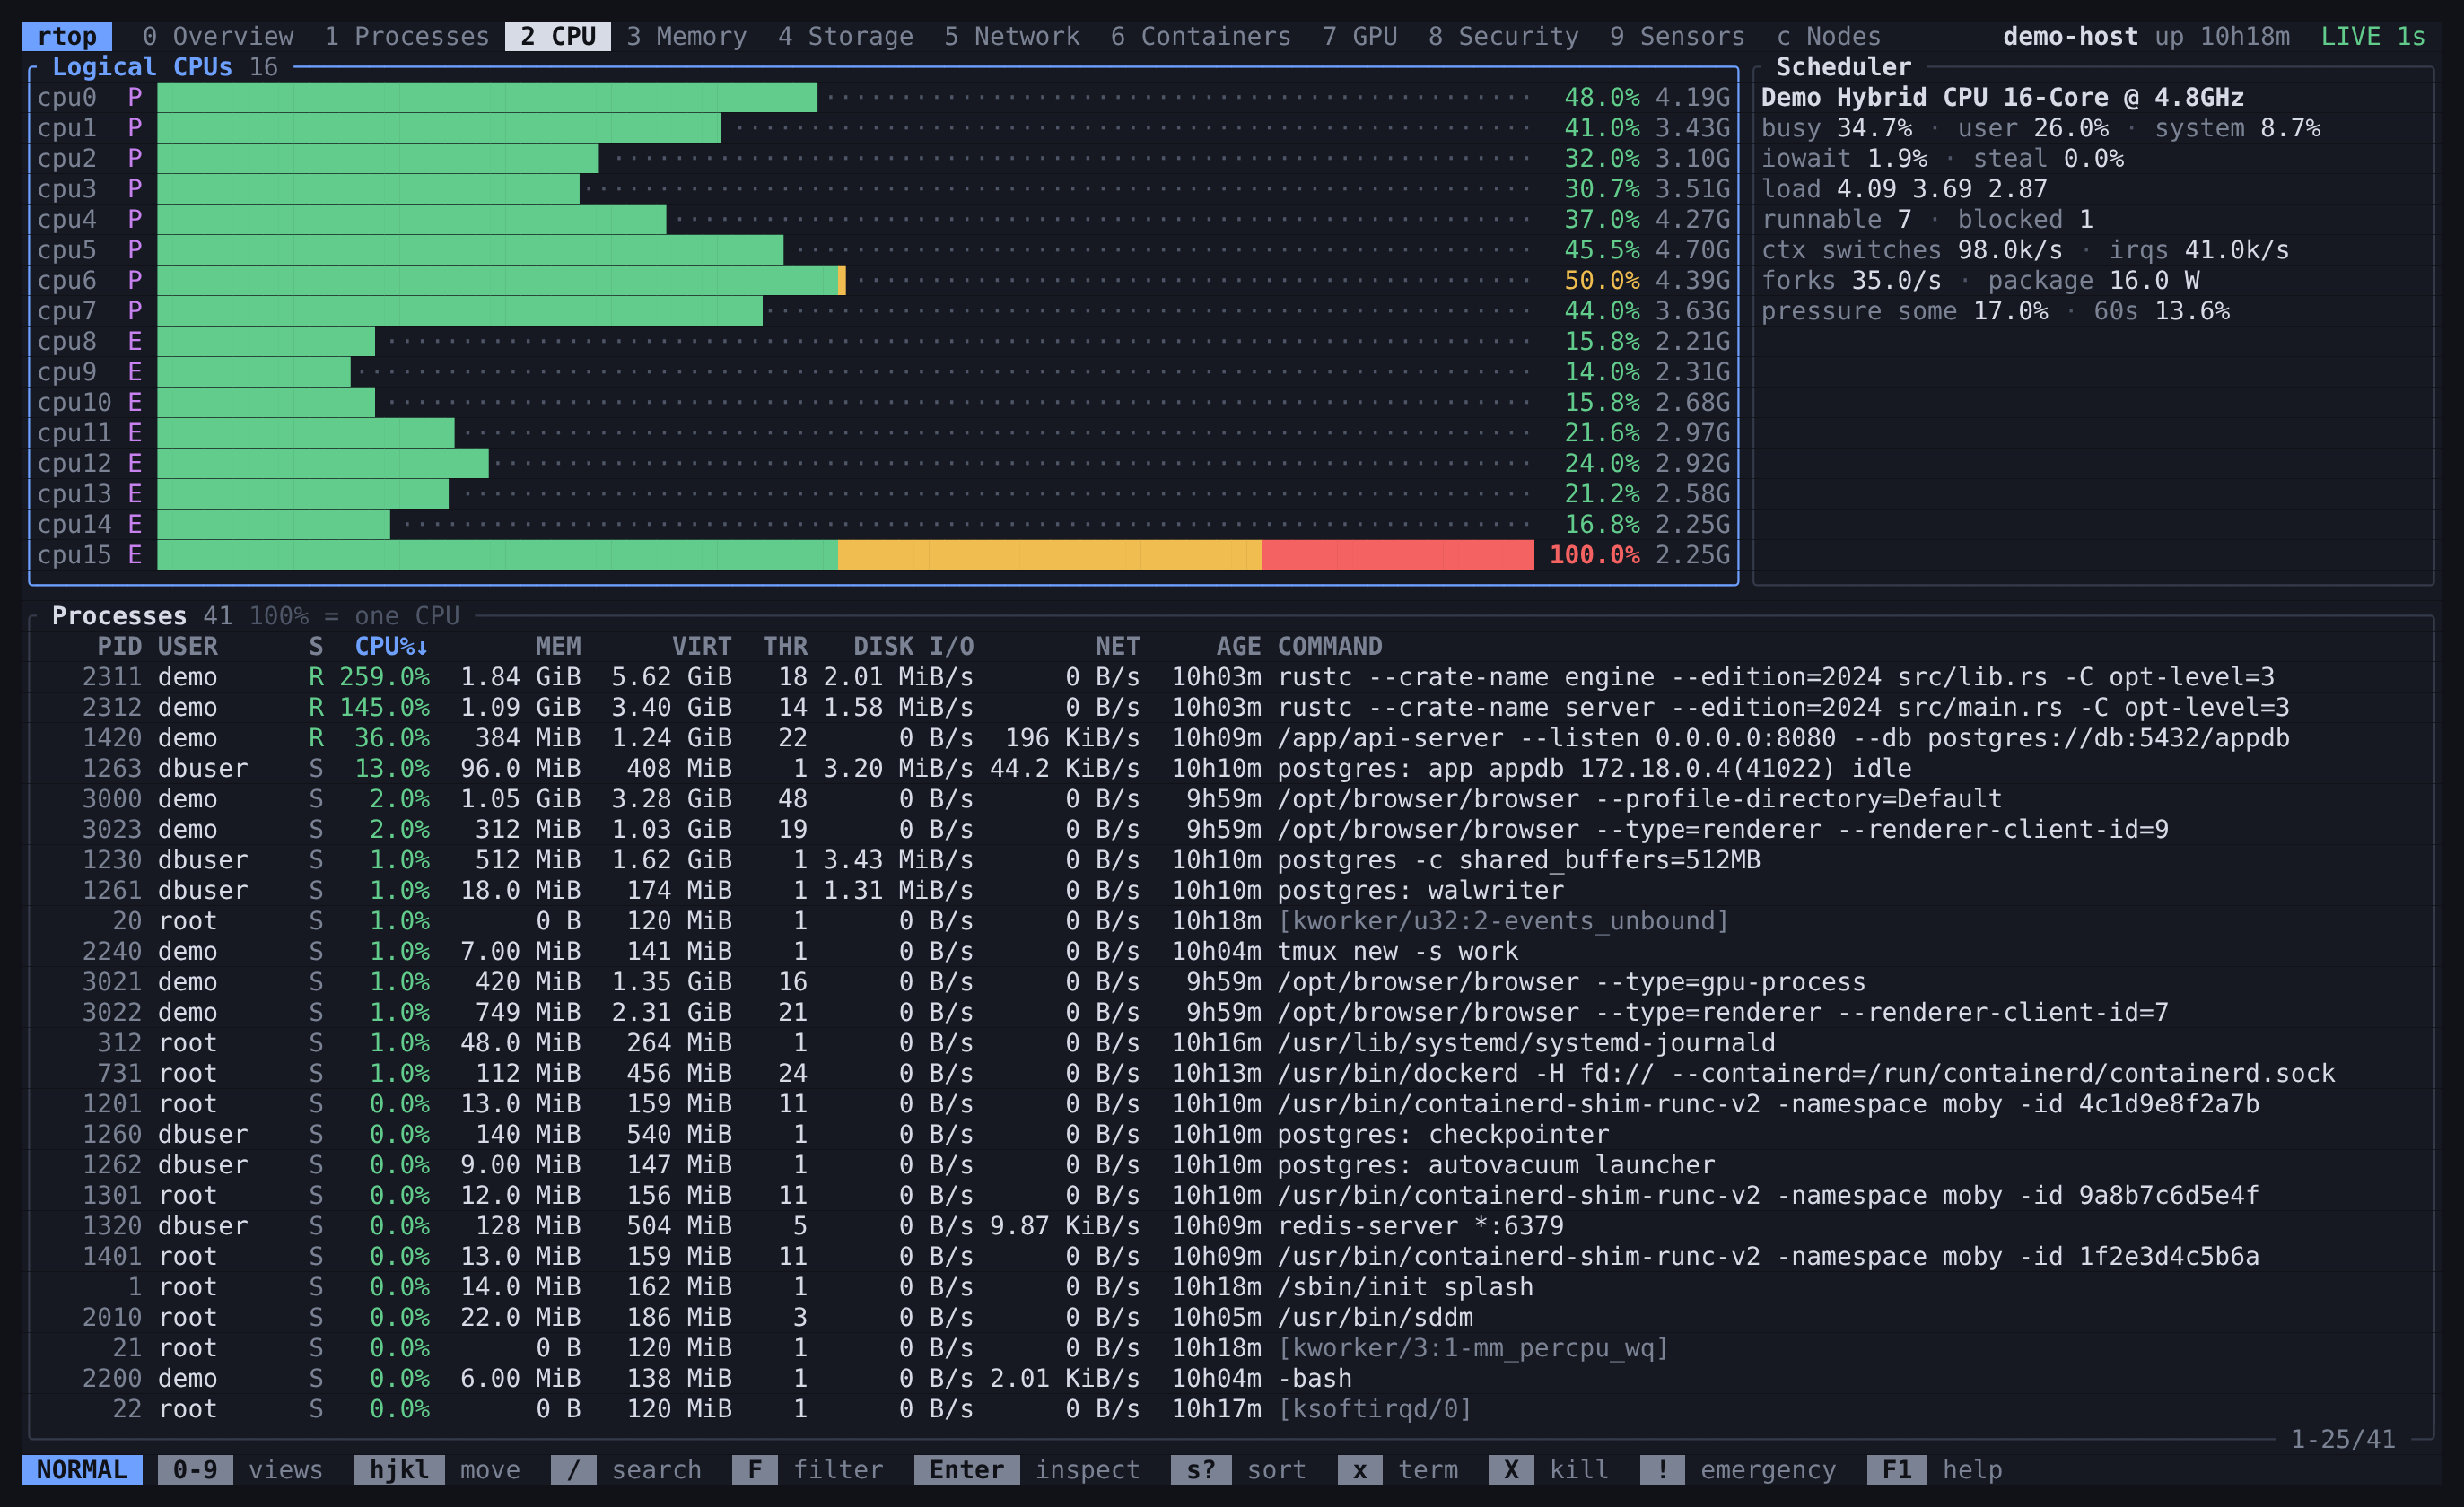 rtop 0 Overview 1 Processes 2 CPU 3 Memory 4 Storage 5 Network 6 Containers 7 GPU 8 Security 9 Sensors c Nodes demo-host up 10h18m LIVE 1s
Logical CPUs 16
cpu0 P 48.0% 4.19G
cpu1 P 41.0% 3.43G
cpu2 P 32.0% 3.10G
cpu3 P 30.7% 3.51G
cpu4 P 37.0% 4.27G
cpu5 P 45.5% 4.70G
cpu6 P 50.0% 4.39G
cpu7 P 44.0% 3.63G
cpu8 E 15.8% 2.21G
cpu9 E 14.0% 2.31G
cpu10 E 15.8% 2.68G
cpu11 E 21.6% 2.97G
cpu12 E 24.0% 2.92G
cpu13 E 21.2% 2.58G
cpu14 E 16.8% 2.25G
cpu15 E 100.0% 2.25G
Scheduler
Demo Hybrid CPU 16-Core @ 4.8GHz
busy 34.7% · user 26.0% · system 8.7%
iowait 1.9% · steal 0.0%
load 4.09 3.69 2.87
runnable 7 · blocked 1
ctx switches 98.0k/s · irqs 41.0k/s
forks 35.0/s · package 16.0 W
pressure some 17.0% · 60s 13.6%
Processes 41 100% = one CPU
PID USER S CPU%↓ MEM VIRT THR DISK I/O NET AGE COMMAND
2311 demo R 259.0% 1.84 GiB 5.62 GiB 18 2.01 MiB/s 0 B/s 10h03m rustc --crate-name engine --edition=2024 src/lib.rs -C opt-level=3
2312 demo R 145.0% 1.09 GiB 3.40 GiB 14 1.58 MiB/s 0 B/s 10h03m rustc --crate-name server --edition=2024 src/main.rs -C opt-level=3
1420 demo R 36.0% 384 MiB 1.24 GiB 22 0 B/s 196 KiB/s 10h09m /app/api-server --listen 0.0.0.0:8080 --db postgres://db:5432/appdb
1263 dbuser S 13.0% 96.0 MiB 408 MiB 1 3.20 MiB/s 44.2 KiB/s 10h10m postgres: app appdb 172.18.0.4(41022) idle
3000 demo S 2.0% 1.05 GiB 3.28 GiB 48 0 B/s 0 B/s 9h59m /opt/browser/browser --profile-directory=Default
3023 demo S 2.0% 312 MiB 1.03 GiB 19 0 B/s 0 B/s 9h59m /opt/browser/browser --type=renderer --renderer-client-id=9
1230 dbuser S 1.0% 512 MiB 1.62 GiB 1 3.43 MiB/s 0 B/s 10h10m postgres -c shared_buffers=512MB
1261 dbuser S 1.0% 18.0 MiB 174 MiB 1 1.31 MiB/s 0 B/s 10h10m postgres: walwriter
20 root S 1.0% 0 B 120 MiB 1 0 B/s 0 B/s 10h18m [kworker/u32:2-events_unbound]
2240 demo S 1.0% 7.00 MiB 141 MiB 1 0 B/s 0 B/s 10h04m tmux new -s work
3021 demo S 1.0% 420 MiB 1.35 GiB 16 0 B/s 0 B/s 9h59m /opt/browser/browser --type=gpu-process
3022 demo S 1.0% 749 MiB 2.31 GiB 21 0 B/s 0 B/s 9h59m /opt/browser/browser --type=renderer --renderer-client-id=7
312 root S 1.0% 48.0 MiB 264 MiB 1 0 B/s 0 B/s 10h16m /usr/lib/systemd/systemd-journald
731 root S 1.0% 112 MiB 456 MiB 24 0 B/s 0 B/s 10h13m /usr/bin/dockerd -H fd:// --containerd=/run/containerd/containerd.sock
1201 root S 0.0% 13.0 MiB 159 MiB 11 0 B/s 0 B/s 10h10m /usr/bin/containerd-shim-runc-v2 -namespace moby -id 4c1d9e8f2a7b
1260 dbuser S 0.0% 140 MiB 540 MiB 1 0 B/s 0 B/s 10h10m postgres: checkpointer
1262 dbuser S 0.0% 9.00 MiB 147 MiB 1 0 B/s 0 B/s 10h10m postgres: autovacuum launcher
1301 root S 0.0% 12.0 MiB 156 MiB 11 0 B/s 0 B/s 10h10m /usr/bin/containerd-shim-runc-v2 -namespace moby -id 9a8b7c6d5e4f
1320 dbuser S 0.0% 128 MiB 504 MiB 5 0 B/s 9.87 KiB/s 10h09m redis-server *:6379
1401 root S 0.0% 13.0 MiB 159 MiB 11 0 B/s 0 B/s 10h09m /usr/bin/containerd-shim-runc-v2 -namespace moby -id 1f2e3d4c5b6a
1 root S 0.0% 14.0 MiB 162 MiB 1 0 B/s 0 B/s 10h18m /sbin/init splash
2010 root S 0.0% 22.0 MiB 186 MiB 3 0 B/s 0 B/s 10h05m /usr/bin/sddm
21 root S 0.0% 0 B 120 MiB 1 0 B/s 0 B/s 10h18m [kworker/3:1-mm_percpu_wq]
2200 demo S 0.0% 6.00 MiB 138 MiB 1 0 B/s 2.01 KiB/s 10h04m -bash
22 root S 0.0% 0 B 120 MiB 1 0 B/s 0 B/s 10h17m [ksoftirqd/0]
1-25/41
NORMAL 0-9 views hjkl move / search F filter Enter inspect s? sort x term X kill ! emergency F1 help